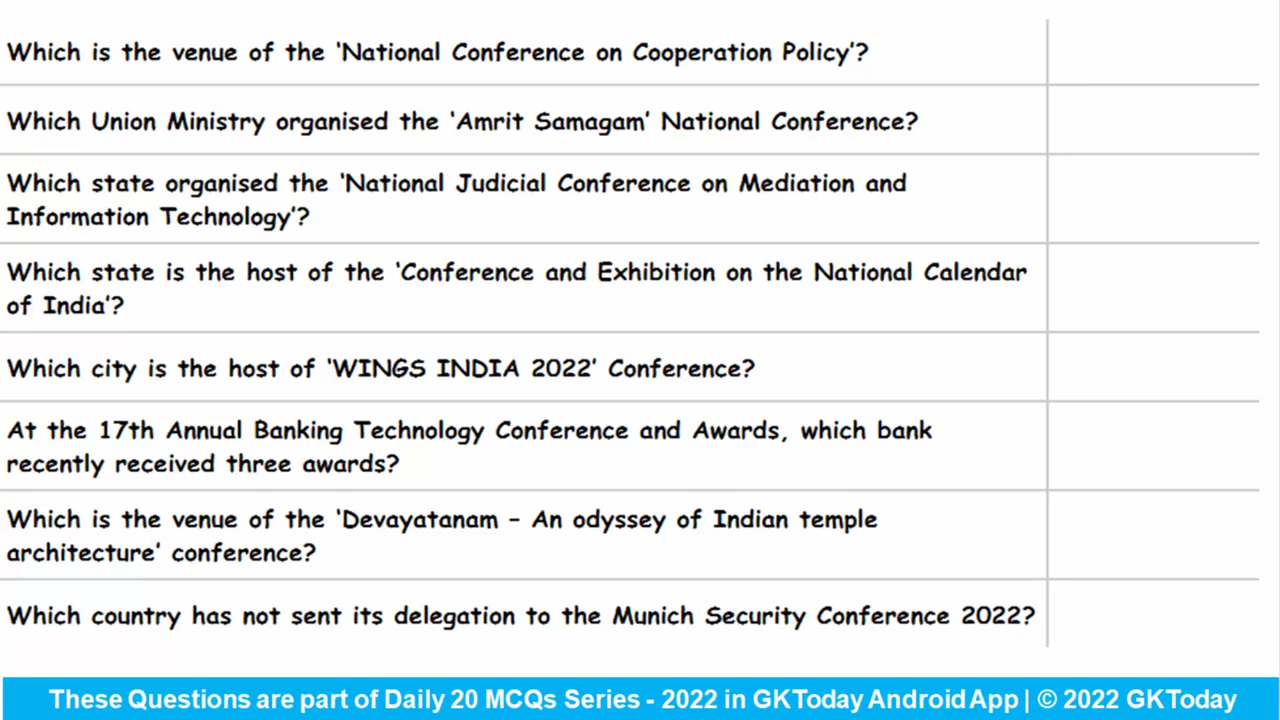 Which is the venue of the ‘National Conference on Cooperation Policy’?
Which Union Ministry organised the ‘Amrit Samagam’ National Conference?
Which state organised the ‘National Judicial Conference on Mediation and
Information Technology’?
Which state is the host of the ‘Conference and Exhibition on the National Calendar
of India’?
Which city is the host of ‘WINGS INDIA 2022’ Conference?
At the 17th Annual Banking Technology Conference and Awards, which bank
recently received three awards?
Which is the venue of the ‘Devayatanam – An odyssey of Indian temple
architecture’ conference?
Which country has not sent its delegation to the Munich Security Conference 2022?
These Questions are part of Daily 20 MCQs Series - 2022 in GKToday Android App | © 2022 GKToday